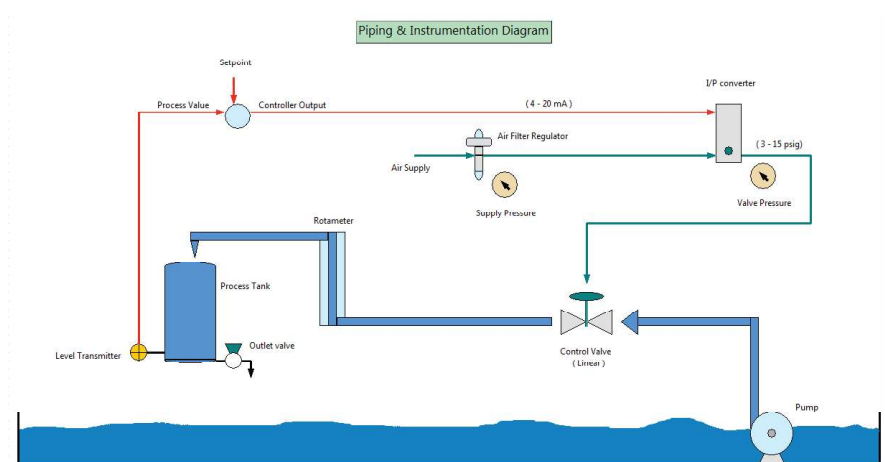 Piping & Instrumentation Diagram
Setpoint
I/P converter
Process Value
Controller Output
( 4 - 20 mA )
Air Filter Regulator
( 3 - 15 psig)
Air Supply
Supply Pressure
Valve Pressure
Rotameter
Process Tank
Outlet valve
Level Transmitter
Control Valve
( Linear )
Pump